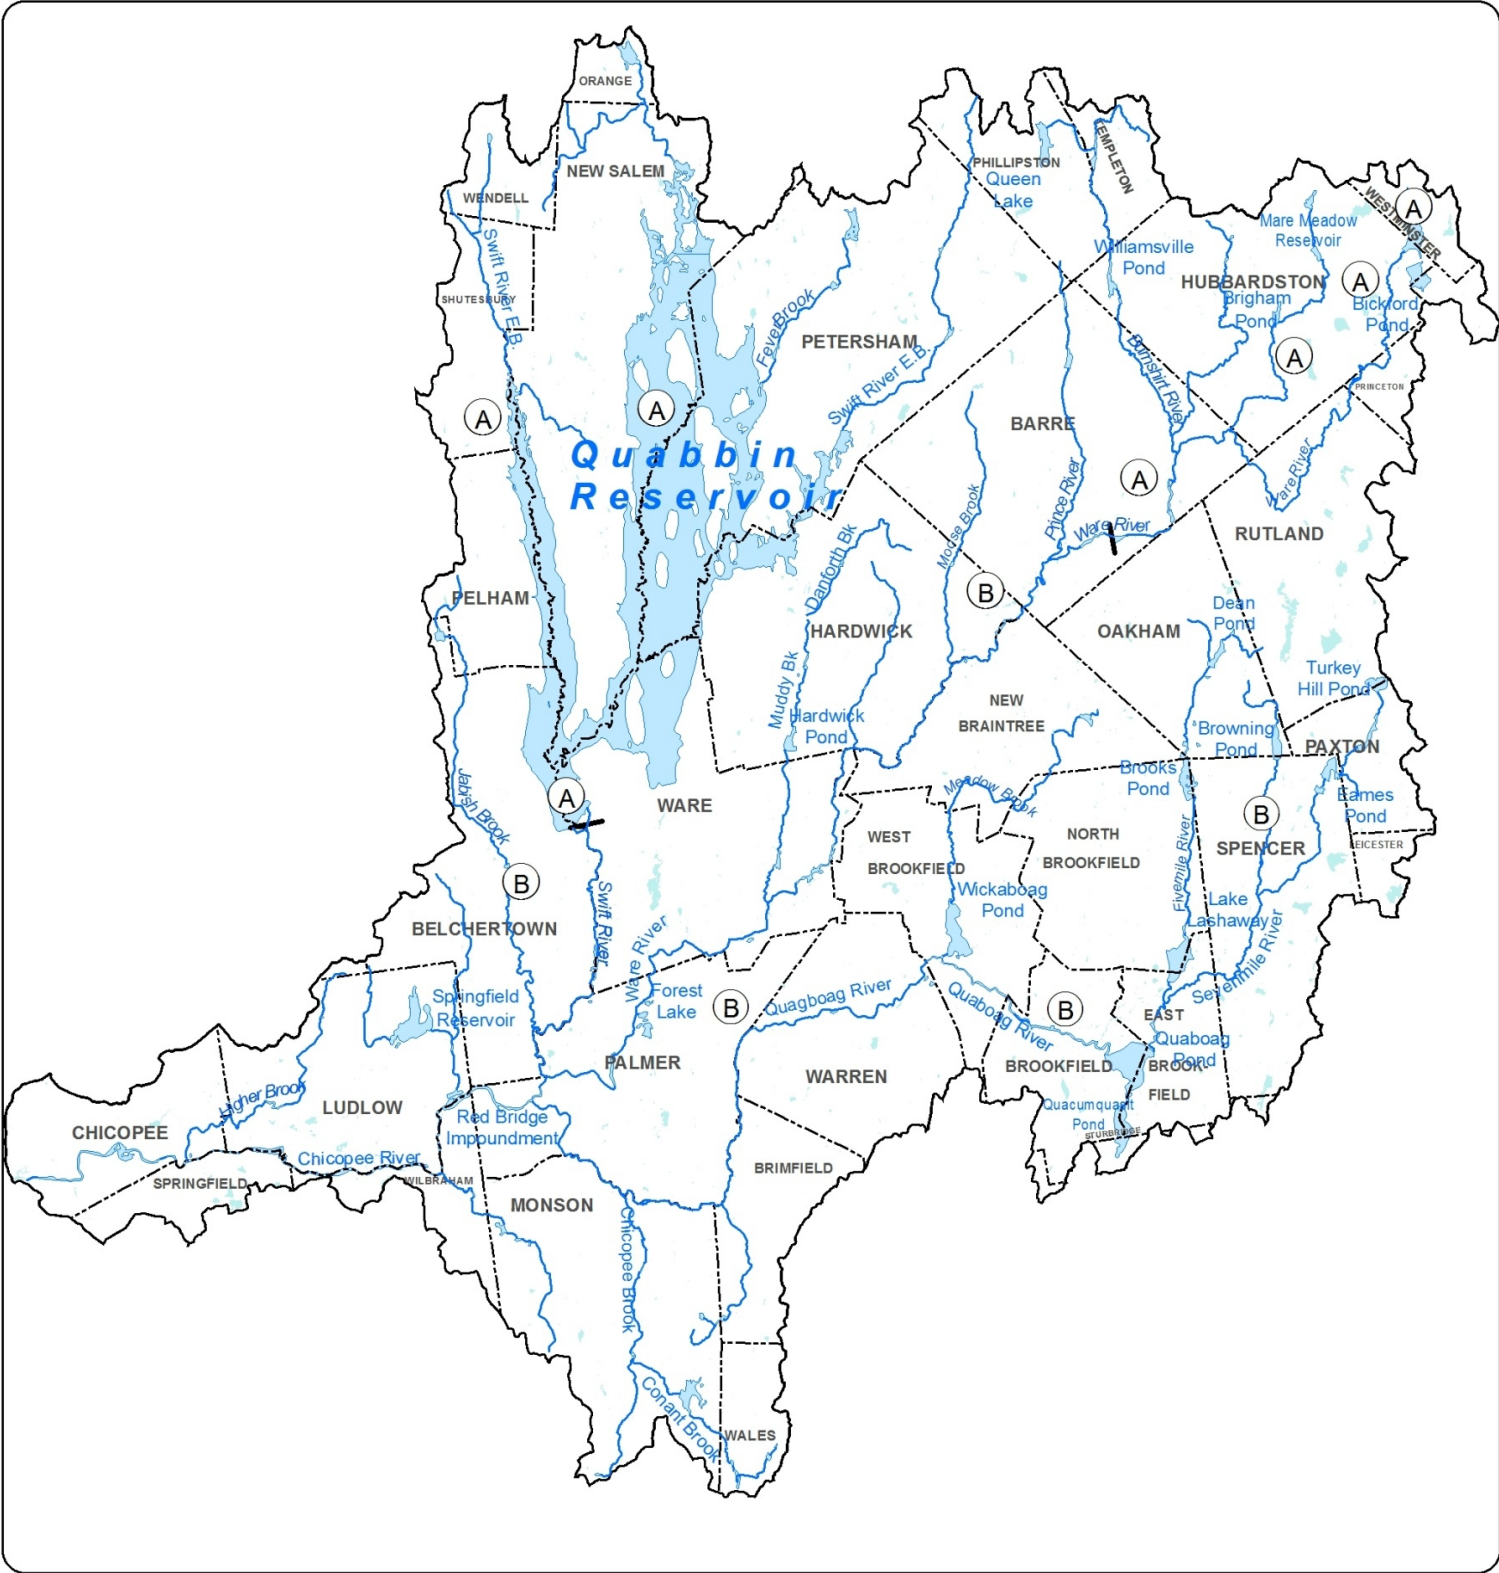 ORANGE
NEW SALEM
WENDELL
PHILLIPSTON
Queen
Lake
TEMPLETON
WESTMINSTER
A
Mare Meadow
Reservoir
Swift River E.B.
SHUTESBURY
Williamsville
Pond
HUBBARDSTON
A
Brigham
Pond
Bickford
Pond
Fever Brook
PETERSHAM
Swift River E.B.
Burnshirt River
A
PRINCETON
A
A
Quabbin
Reservoir
BARRE
A
Moose Brook
Prince River
Ware River
Ware River
RUTLAND
PELHAM
Danforth Bk
B
HARDWICK
OAKHAM
Dean
Pond
Turkey
Hill Pond
Muddy Bk
Hardwick
Pond
NEW
BRAINTREE
Browning
Pond
PAXTON
Jabish Brook
A
WARE
Meadow Brook
Brooks
Pond
Eames
Pond
B
WEST
BROOKFIELD
NORTH
BROOKFIELD
Fivemile River
SPENCER
LEICESTER
B
BELCHERTOWN
Swift River
Wickaboag
Pond
Lake
Lashaway
Sevenmile River
Ware River
Springfield
Reservoir
Forest
Lake
B
Quagboag River
Quaboag River
B
EAST
BROOK
FIELD
Quaboag
Pond
PALMER
WARREN
BROOKFIELD
Higher Brook
LUDLOW
Red Bridge
Impoundment
Quacumquasit
Pond
STURBRIDGE
CHICOPEE
Chicopee River
SPRINGFIELD
WILBRAHAM
BRIMFIELD
MONSON
Chicopee Brook
Conant Brook
WALES